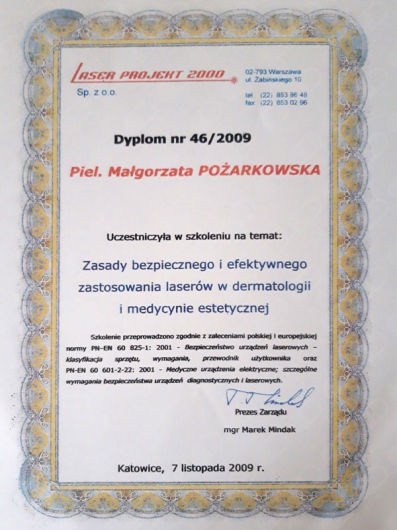 LASER PROJEKT 2000
Sp. z o.o.
02-793 Warszawa
ul. Żabińskiego 10
tel (22) 853 96 48
fax (22) 853 02 96
Dyplom nr 46/2009
Piel. Małgorzata POŻARKOWSKA
Uczestniczyła w szkoleniu na temat:
Zasady bezpiecznego i efektywnego
zastosowania laserów w dermatologii
i medycynie estetycznej
Szkolenie przeprowadzono zgodnie z zaleceniami polskiej i europejskiej
normy PN–EN 60 825-1: 2001 - Bezpieczeństwo urządzeń laserowych –
klasyfikacja sprzętu, wymagania, przewodnik użytkownika oraz
PN-EN 60 601-2-22: 2001 - Medyczne urządzenia elektryczne; szczególne
wymagania bezpieczeństwa urządzeń diagnostycznych i laserowych.
Prezes Zarządu
mgr Marek Mindak
Katowice, 7 listopada 2009 r.